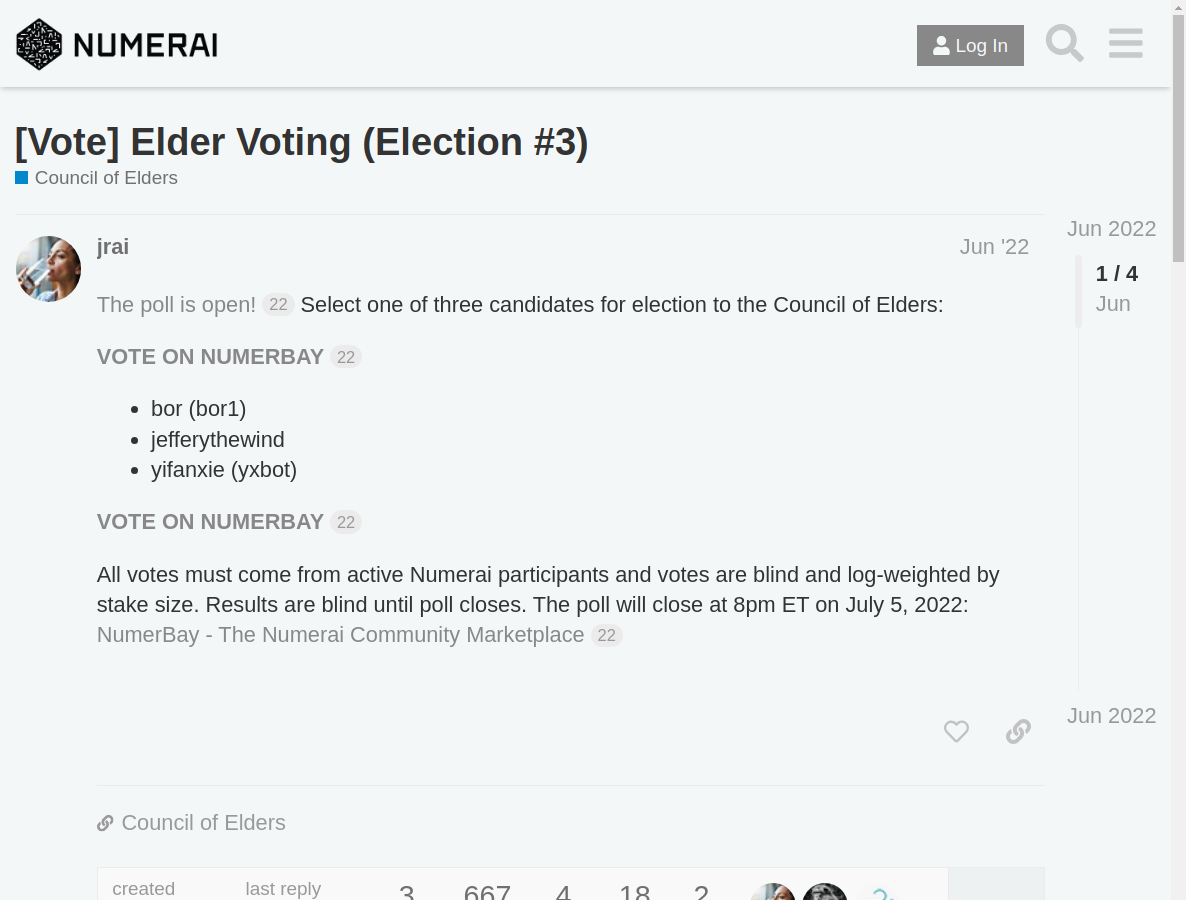 NUMERAI
Log In
[Vote] Elder Voting (Election #3)
Council of Elders
Jun 2022
jrai
Jun '22
1 / 4
Jun
The poll is open! 22 Select one of three candidates for election to the Council of Elders:
VOTE ON NUMERBAY 22
bor (bor1)
jefferythewind
yifanxie (yxbot)
VOTE ON NUMERBAY 22
All votes must come from active Numerai participants and votes are blind and log-weighted by
stake size. Results are blind until poll closes. The poll will close at 8pm ET on July 5, 2022:
NumerBay - The Numerai Community Marketplace 22
Jun 2022
Council of Elders
created last reply 3 667 4 18 2